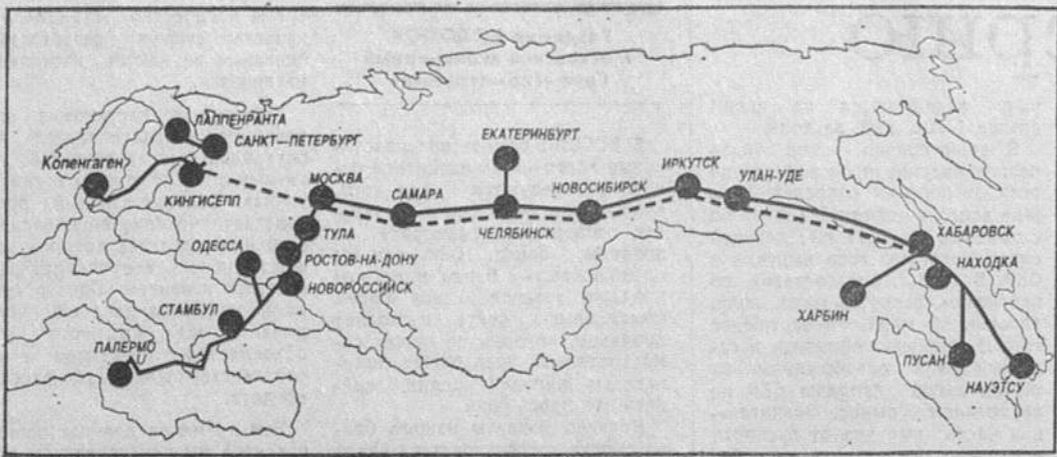 ЛАППЕНРАНТА
САНКТ—ПЕТЕРБУРГ
Копенгаген
КИНГИСЕПП
МОСКВА
ЕКАТЕРИНБУРТ
САМАРА
ЧЕЛЯБИНСК
НОВОСИБИРСК
ИРКУТСК
УЛАН-УДЕ
ТУЛА
ОДЕССА
РОСТОВ-НА-ДОНУ
НОВОРОССИЙСК
СТАМБУЛ
ПАЛЕРМО
ХАБАРОВСК
НАХОДКА
ХАРБИН
ПУСАН
НАУЭТСУ